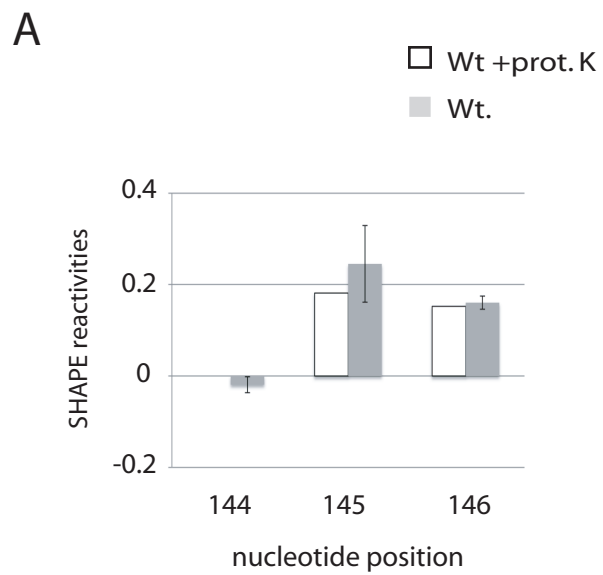 A
Wt +prot. K
Wt.
0.4
0.2
0
-0.2
SHAPE reactivities
144 145 146
nucleotide position